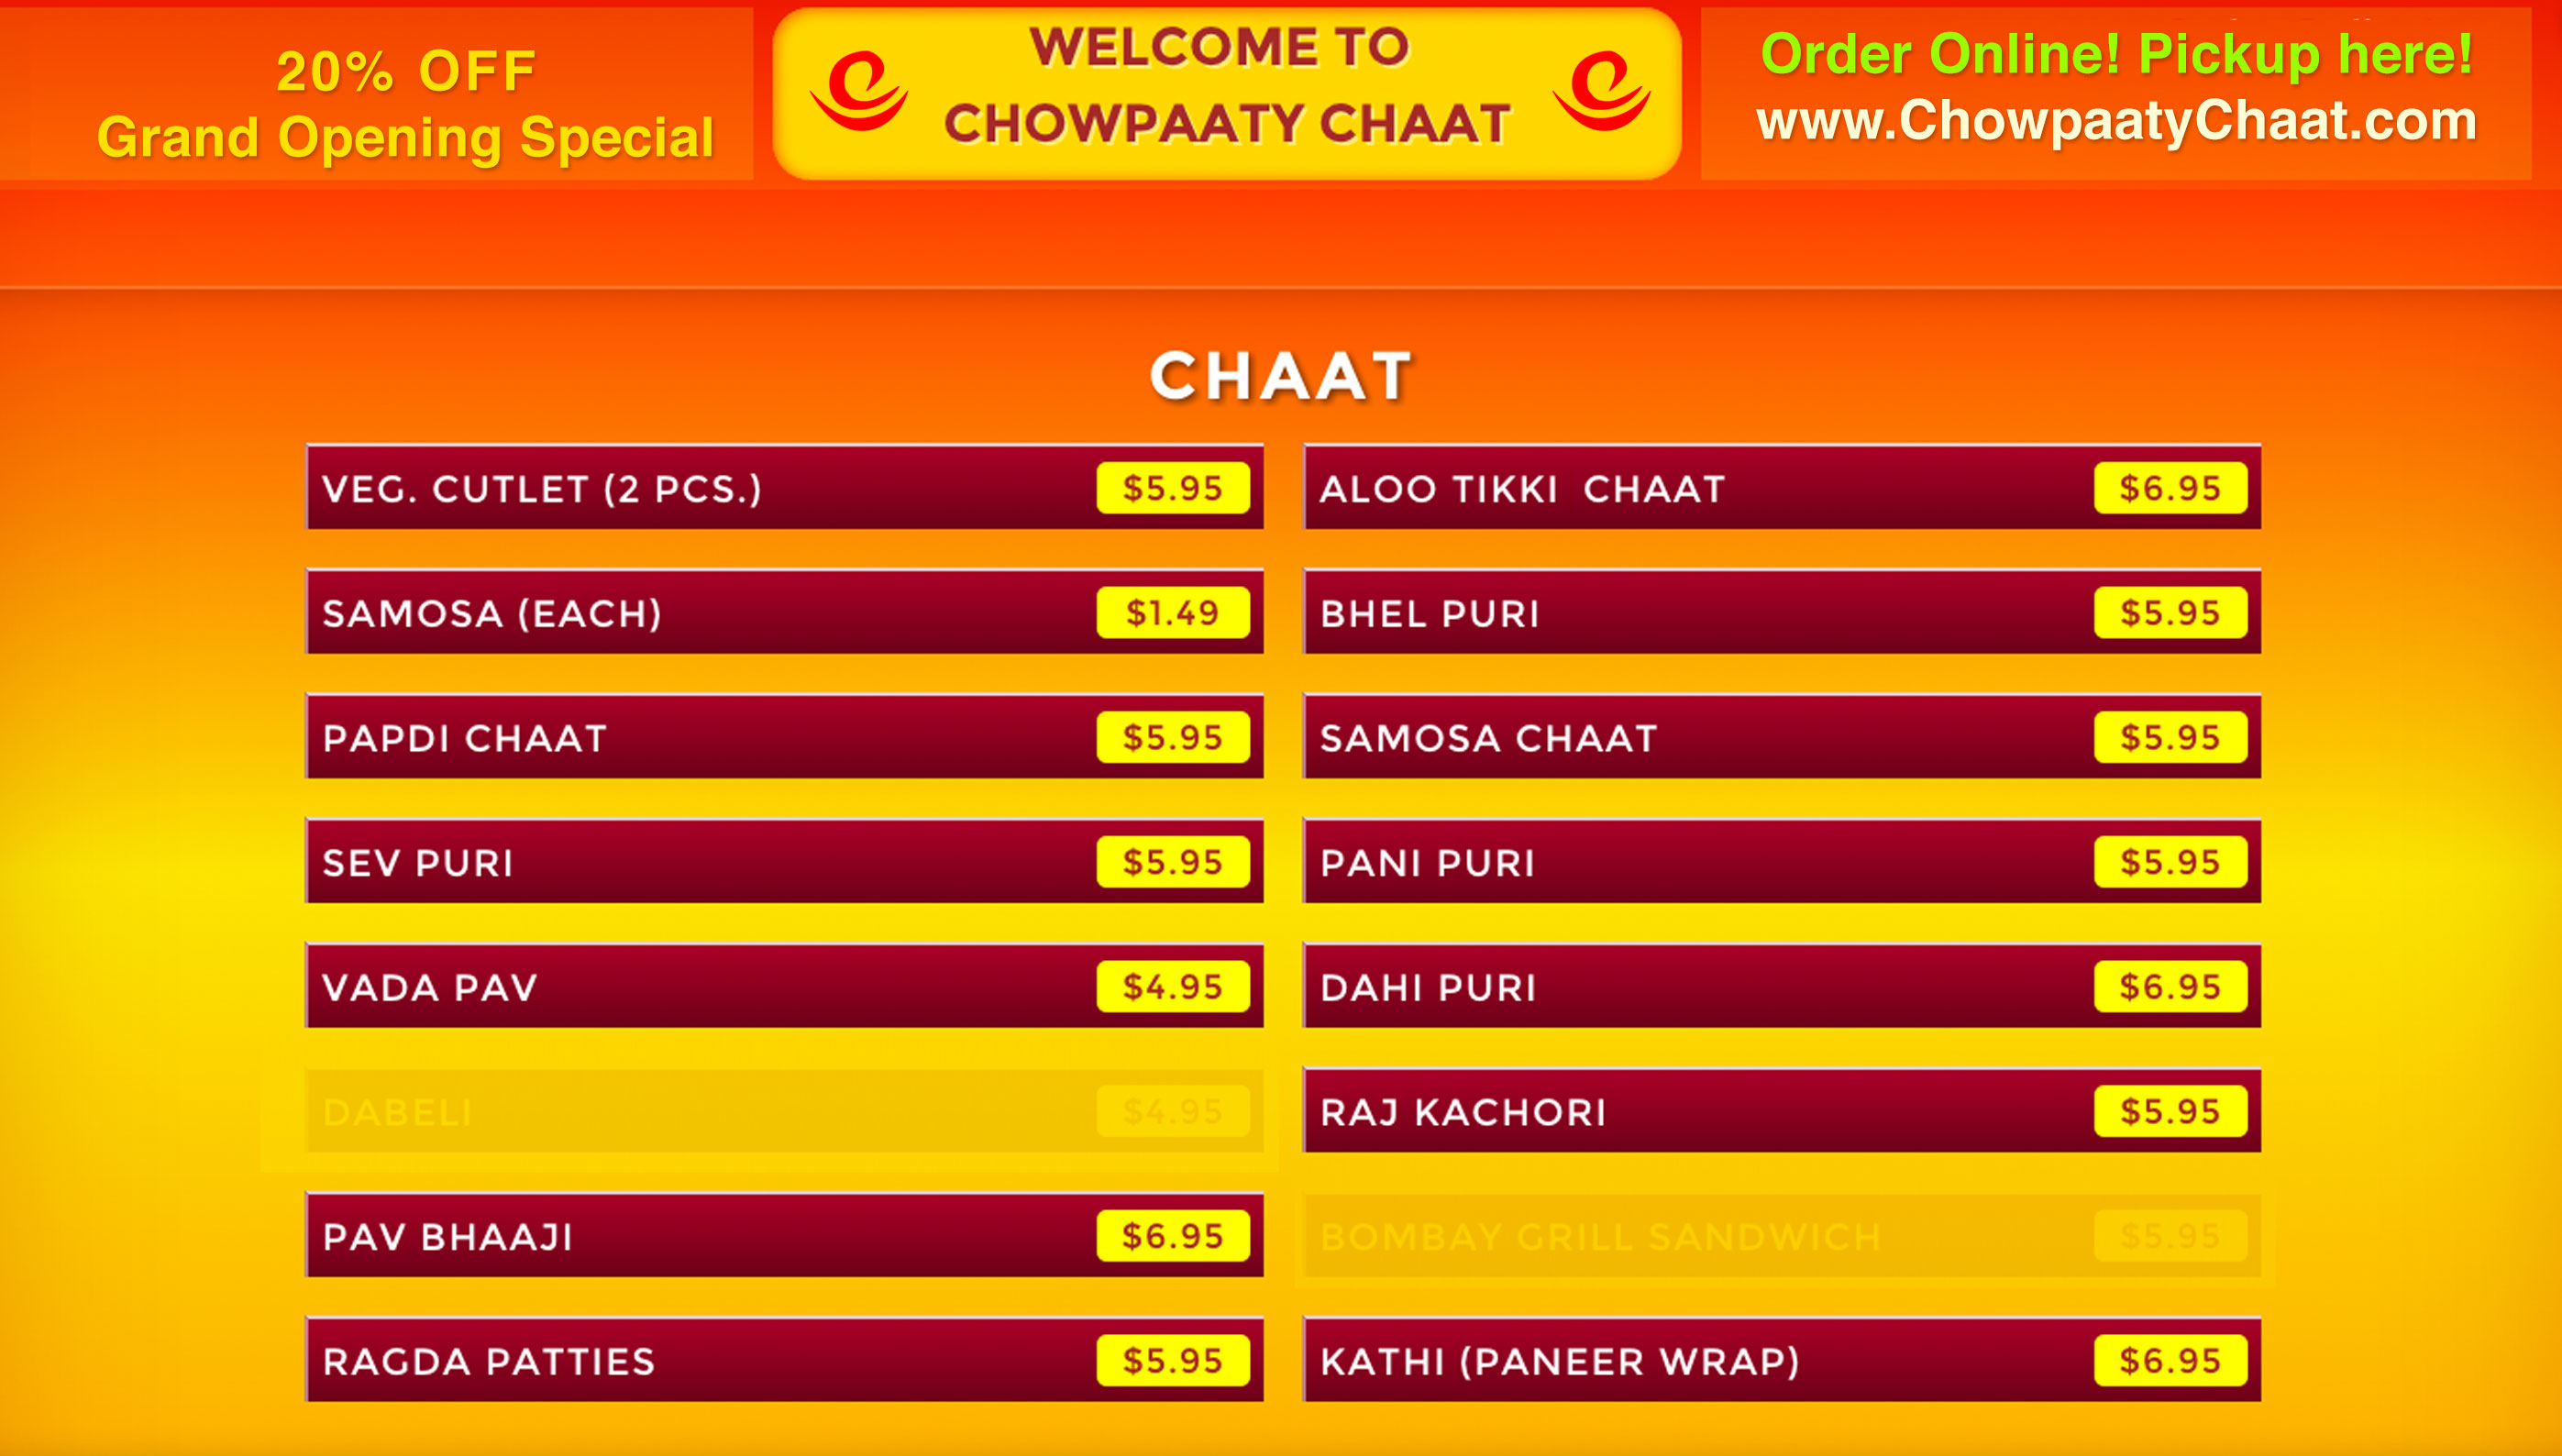 20% OFF
Grand Opening Special
WELCOME TO
CHOWPAATY CHAAT
Order Online! Pickup here!
www.ChowpaatyChaat.com
CHAAT
VEG. CUTLET (2 PCS.) $5.95
SAMOSA (EACH) $1.49
PAPDI CHAAT $5.95
SEV PURI $5.95
VADA PAV $4.95
DABELI $4.95
PAV BHAAJI $6.95
RAGDA PATTIES $5.95
ALOO TIKKI CHAAT $6.95
BHEL PURI $5.95
SAMOSA CHAAT $5.95
PANI PURI $5.95
DAHI PURI $6.95
RAJ KACHORI $5.95
BOMBAY GRILL SANDWICH $5.95
KATHI (PANEER WRAP) $6.95